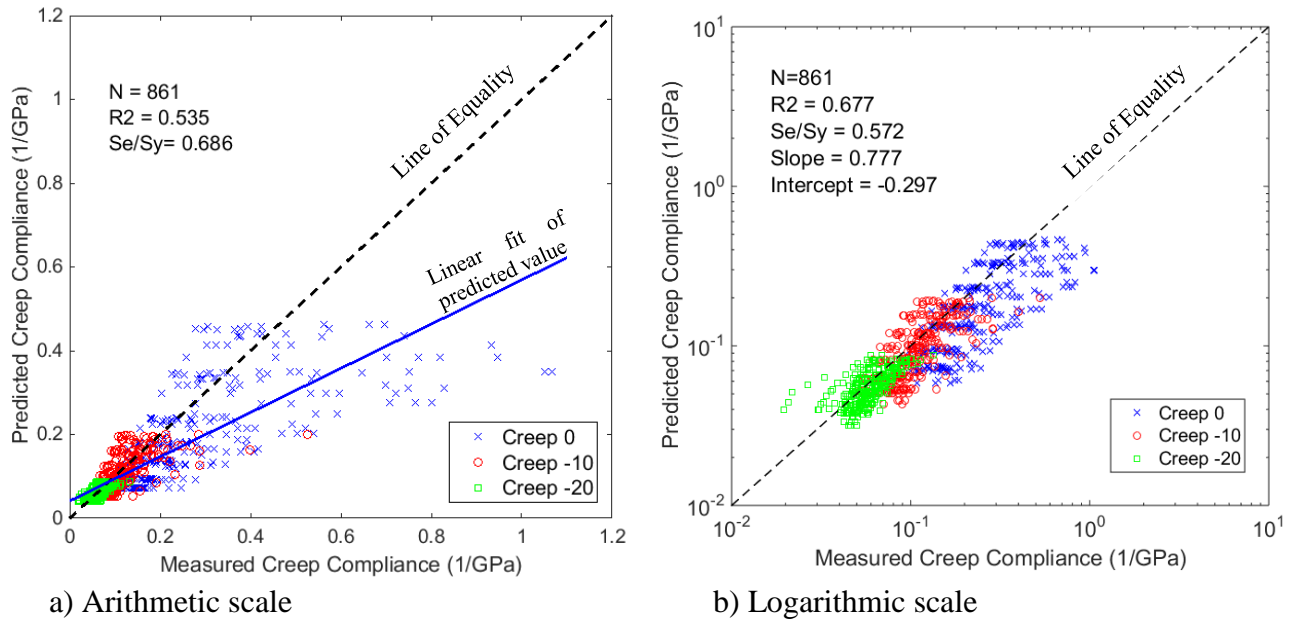 1.2
1
0.8
0.6
0.4
0.2
0
Predicted Creep Compliance (1/GPa)
N = 861
R2 = 0.535
Se/Sy= 0.686
Line of Equality
Linear fit of
predicted value
Creep 0
Creep -10
Creep -20
0 0.2 0.4 0.6 0.8 1 1.2
Measured Creep Compliance (1/GPa)
a) Arithmetic scale
10^1
10^0
10^-1
10^-2
Predicted Creep Compliance (1/GPa)
N=861
R2 = 0.677
Se/Sy = 0.572
Slope = 0.777
Intercept = -0.297
Line of Equality
Creep 0
Creep -10
Creep -20
10^-2 10^-1 10^0 10^1
Measured Creep Compliance (1/GPa)
b) Logarithmic scale